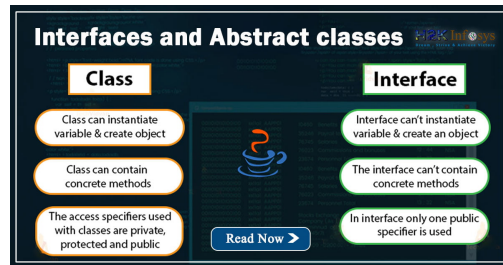 Interfaces and Abstract classes
Infosys
Class
Interface
Class can instantiate
variable & create object
Interface can't instantiate
variable & create an object
Class can contain
concrete methods
The interface can't contain
concrete methods
The access specifiers used
with classes are private,
protected and public
In interface only one public
specifier is used
Read Now >